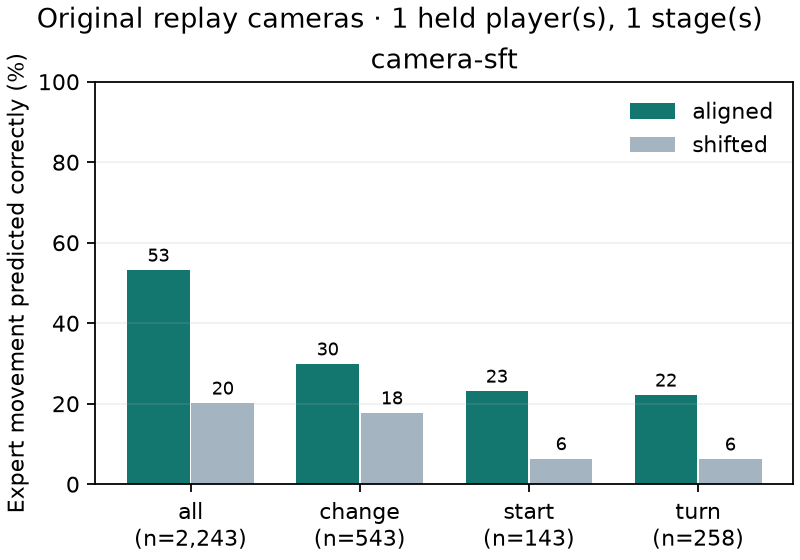 Original replay cameras · 1 held player(s), 1 stage(s)
camera-sft
Expert movement predicted correctly (%)
100
80
60
40
20
0
aligned
shifted
53
20
30
18
23
6
22
6
all
(n=2,243)
change
(n=543)
start
(n=143)
turn
(n=258)